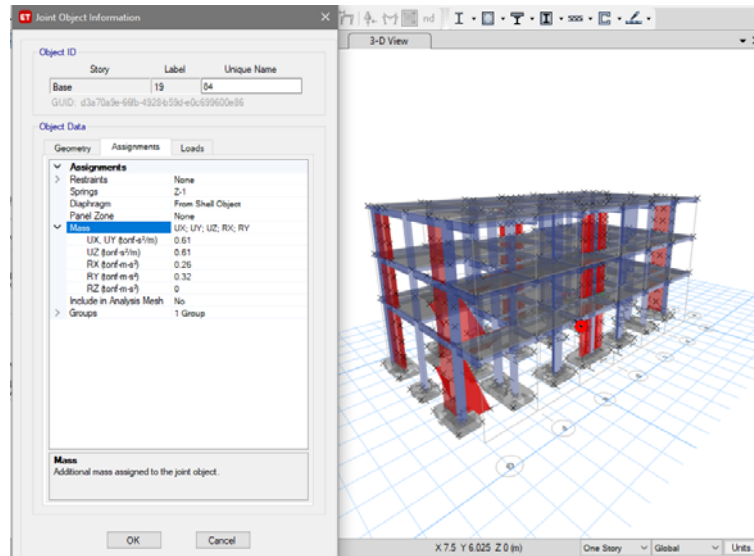 Joint Object Information
Object ID
Story Label Unique Name
Base 19 84
GUID: d3a70a9e-66fb-4928-b59d-e0c699600e86
Object Data
Geometry Assignments Loads
Assignments
Restraints None
Springs Z-1
Diaphragm From Shell Object
Panel Zone None
Mass UX; UY; UZ; RX; RY
UX, UY (tonf-s²/m) 0.61
UZ (tonf-s²/m) 0.61
RX (tonf-m-s²) 0.26
RY (tonf-m-s²) 0.32
RZ (tonf-m-s²) 0
Include in Analysis Mesh No
Groups 1 Group
Mass
Additional mass assigned to the joint object.
OK Cancel
nd
3-D View
X 7.5 Y 6.025 Z 0 (m) One Story Global Units...